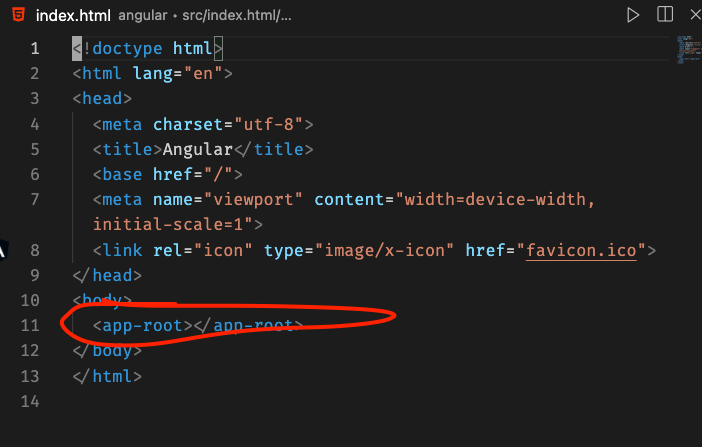 index.html angular • src/index.html/...
1 <!doctype html>
2 <html lang="en">
3 <head>
4 <meta charset="utf-8">
5 <title>Angular</title>
6 <base href="/">
7 <meta name="viewport" content="width=device-width,
initial-scale=1">
8 <link rel="icon" type="image/x-icon" href="favicon.ico">
9 </head>
10 <body>
11 <app-root></app-root>
12 </body>
13 </html>
14